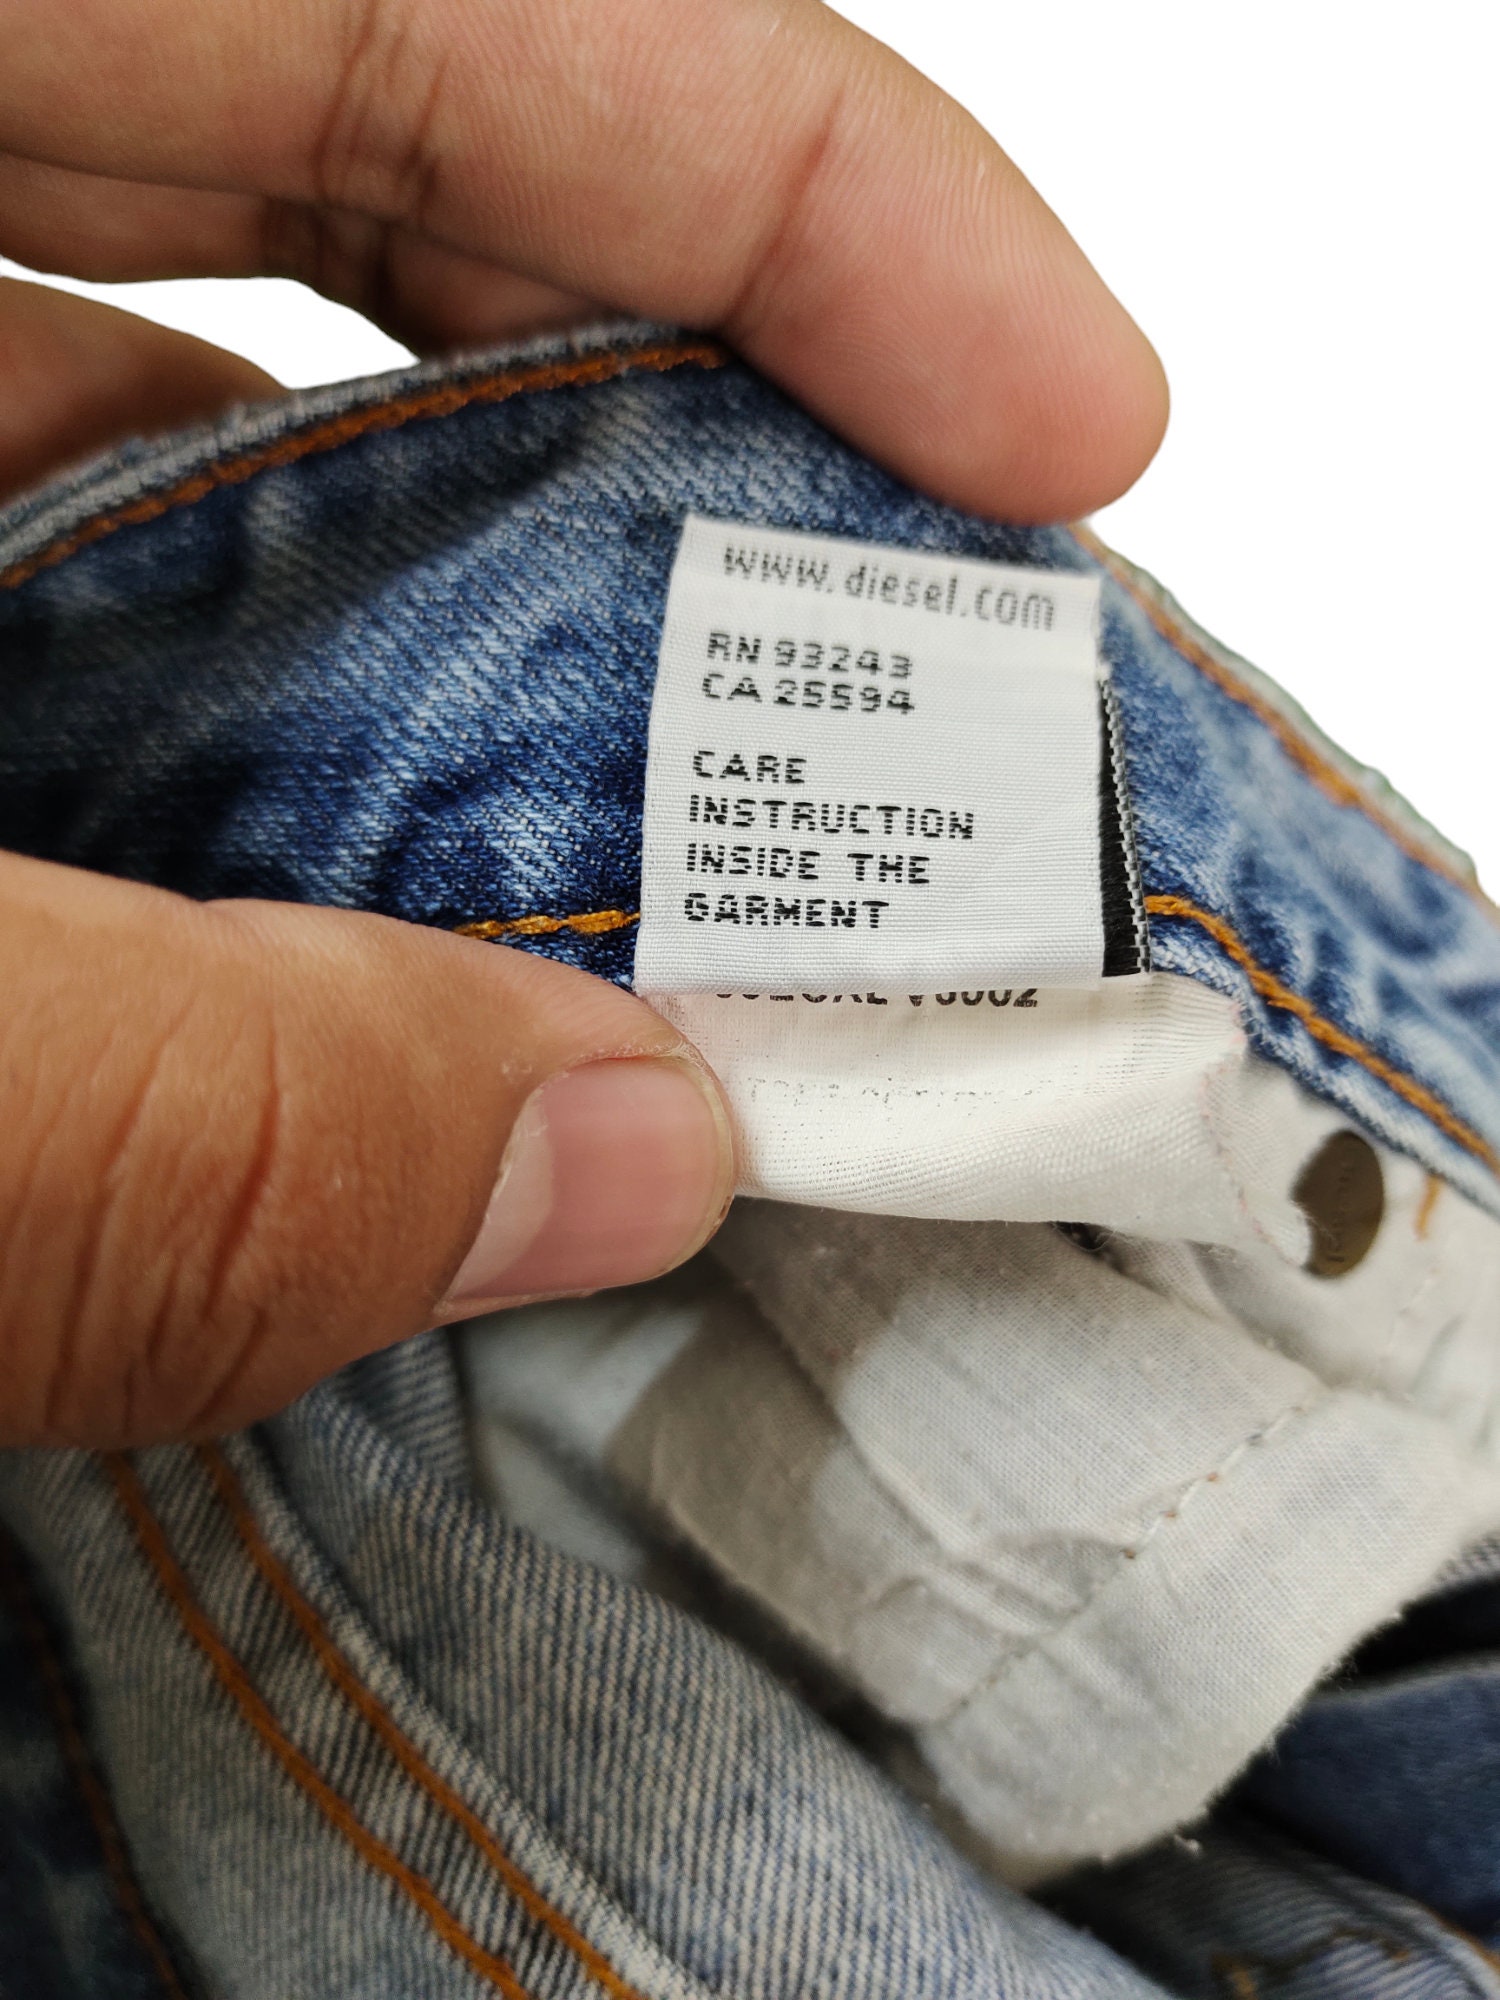 www.diesel.com
RN 93243
CA 25594
CARE
INSTRUCTION
INSIDE THE
GARMENT